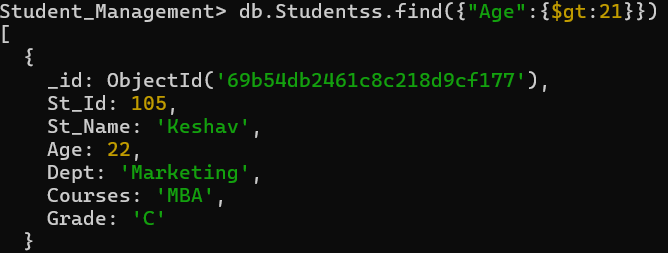 Student_Management> db.Studentss.find({"Age":{$gt:21}})
[
  {
    _id: ObjectId('69b54db2461c8c218d9cf177'),
    St_Id: 105,
    St_Name: 'Keshav',
    Age: 22,
    Dept: 'Marketing',
    Courses: 'MBA',
    Grade: 'C'
  }